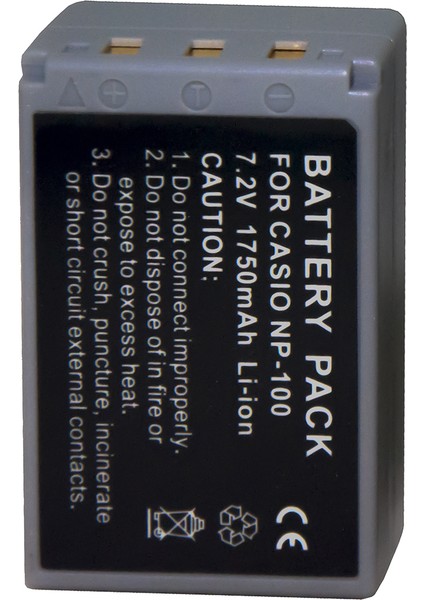 BATTERY PACK
FOR CASIO NP-100
7.2V 1750mAh Li-ion
CAUTION:
1. Do not connect improperly.
2. Do not dispose of in fire or
expose to excess heat.
3. Do not crush, puncture, incinerate
or short circuit external contacts.
CE
+ T −